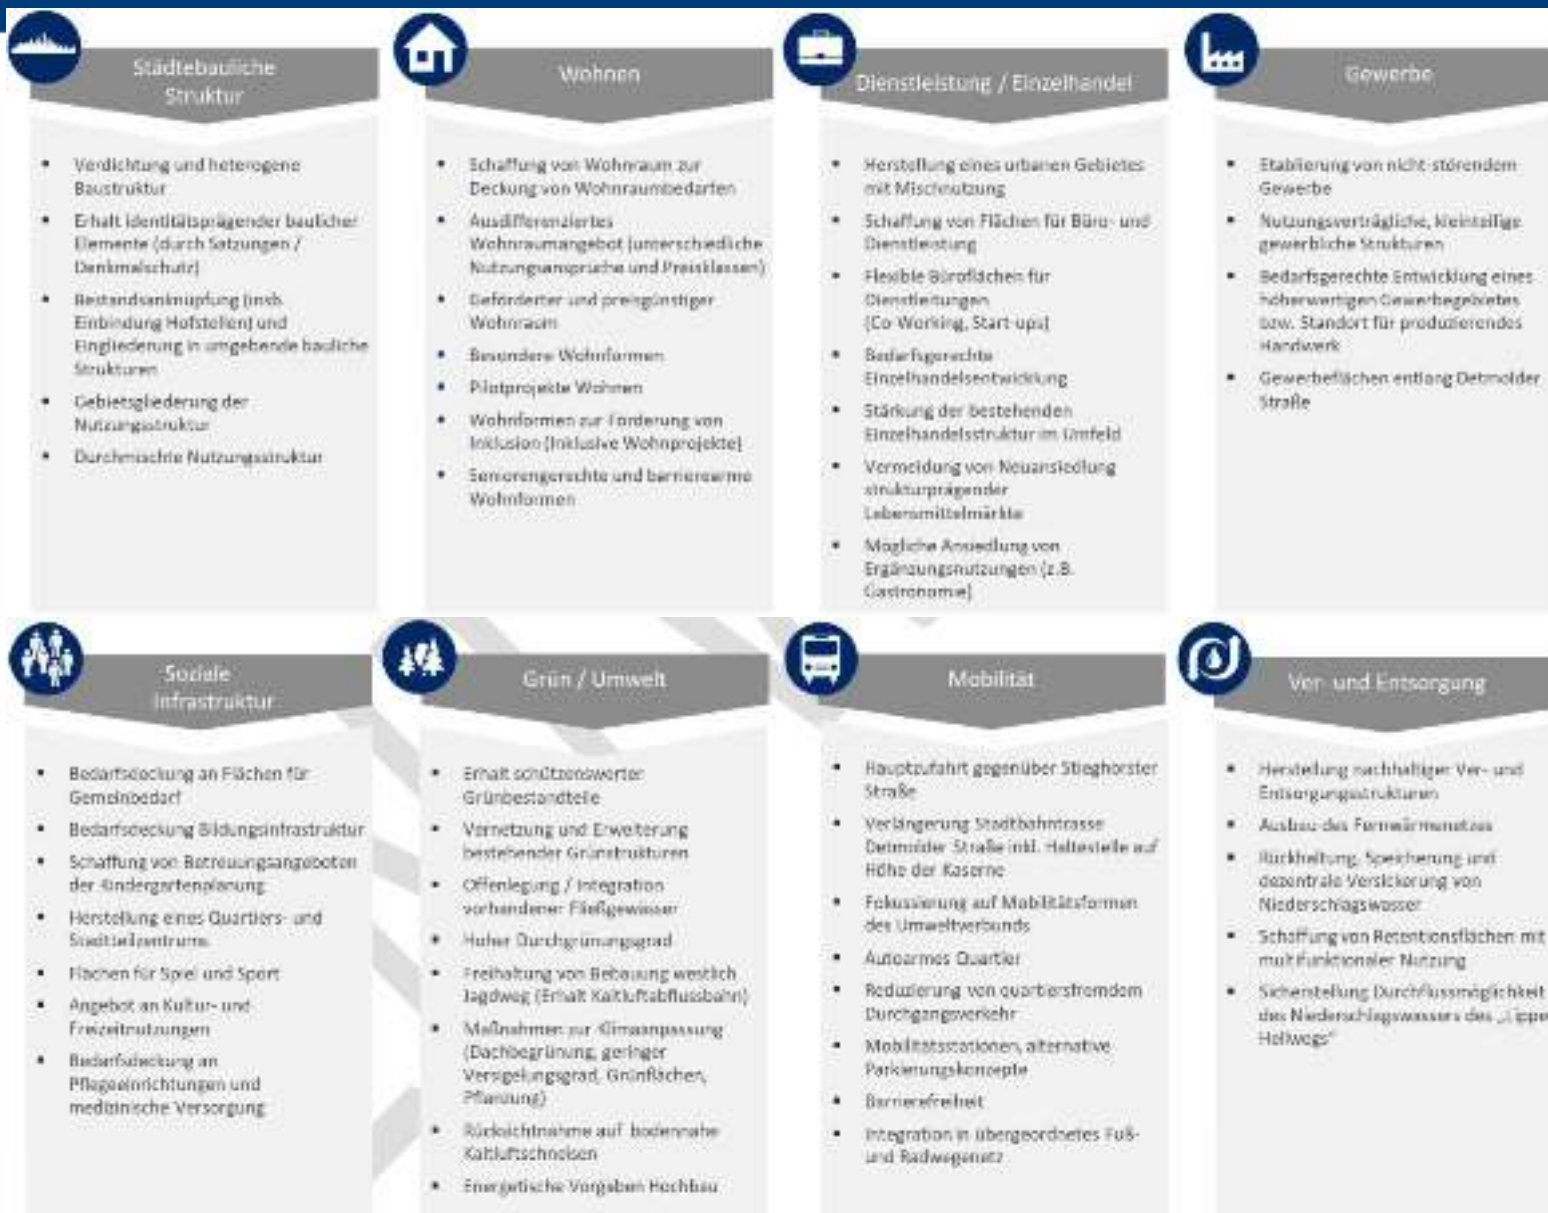 Städtebauliche
Struktur
Verdichtung und heterogene
Baustruktur
Erhalt identitätsprägender baulicher
Elemente (durch Satzungen /
Denkmalschutz)
Bestandsanknüpfung (insb.
Einbindung Hofstellen) und
Eingliederung in umgebende bauliche
Strukturen
Gebietsgliederung der
Nutzungsstruktur
Durchmischte Nutzungsstruktur
Wohnen
Schaffung von Wohnraum zur
Deckung von Wohnraumbedarfen
Ausdifferenziertes
Wohnraumangebot (unterschiedliche
Nutzungsansprüche und Preisklassen)
Geförderter und preisgünstiger
Wohnraum
Besondere Wohnformen
Pilotprojekte Wohnen
Wohnformen zur Förderung von
Inklusion (Inklusive Wohnprojekte)
Seniorengerechte und barrierearme
Wohnformen
Dienstleistung / Einzelhandel
Herstellung eines urbanen Gebietes
mit Mischnutzung
Schaffung von Flächen für Büro- und
Dienstleistung
Flexible Büroflächen für
Dienstleitungen
(Co-Working, Start-ups)
Bedarfsgerechte
Einzelhandelsentwicklung
Stärkung der bestehenden
Einzelhandelsstruktur im Umfeld
Vermeidung von Neuansiedlung
strukturprägender
Lebensmittelmärkte
Mögliche Ansiedlung von
Ergänzungsnutzungen (z.B.
Gastronomie)
Gewerbe
Etablierung von nicht-störendem
Gewerbe
Nutzungsverträgliche, kleinteilige
gewerbliche Strukturen
Bedarfsgerechte Entwicklung eines
höherwertigen Gewerbegebietes
bzw. Standort für produzierendes
Handwerk
Gewerbeflächen entlang Detmolder
Straße
Soziale
Infrastruktur
Bedarfsdeckung an Flächen für
Gemeinbedarf
Bedarfsdeckung Bildungsinfrastruktur
Schaffung von Betreuungsangeboten
der Kindergartenplanung
Herstellung eines Quartiers- und
Stadtteilzentrums
Flächen für Spiel und Sport
Angebot an Kultur- und
Freizeitnutzungen
Bedarfsdeckung an
Pflegeeinrichtungen und
medizinische Versorgung
Grün / Umwelt
Erhalt schützenswerter
Grünbestandteile
Vernetzung und Erweiterung
bestehender Grünstrukturen
Offenlegung / Integration
vorhandener Fließgewässer
Hoher Durchgrünungsgrad
Freihaltung von Bebauung westlich
Jagdweg (Erhalt Kaltluftabflussbahn)
Maßnahmen zur Klimaanpassung
(Dachbegrünung, geringer
Versigelungsgrad, Grünflächen,
Pflanzung)
Rücksichtnahme auf bodennahe
Kaltluftschneisen
Energetische Vorgaben Hochbau
Mobilität
Hauptzufahrt gegenüber Stieghorster
Straße
Verlängerung Stadtbahntrasse
Detmolder Straße inkl. Haltestelle auf
Höhe der Kaserne
Fokussierung auf Mobilitätsformen
des Umweltverbunds
Autoarmes Quartier
Reduzierung von quartiersfremdem
Durchgangsverkehr
Mobilitätsstationen, alternative
Parkierungskonzepte
Barrierefreiheit
Integration in übergeordnetes Fuß-
und Radwegenetz
Ver- und Entsorgung
Herstellung nachhaltiger Ver- und
Entsorgungsstrukturen
Ausbau des Fernwärmenetzes
Rückhaltung, Speicherung und
dezentrale Versickerung von
Niederschlagswasser
Schaffung von Retentionsflächen mit
multifunktionaler Nutzung
Sicherstellung Durchflussmöglichkeit
des Niederschlagswassers des „Lipper
Hellwegs“